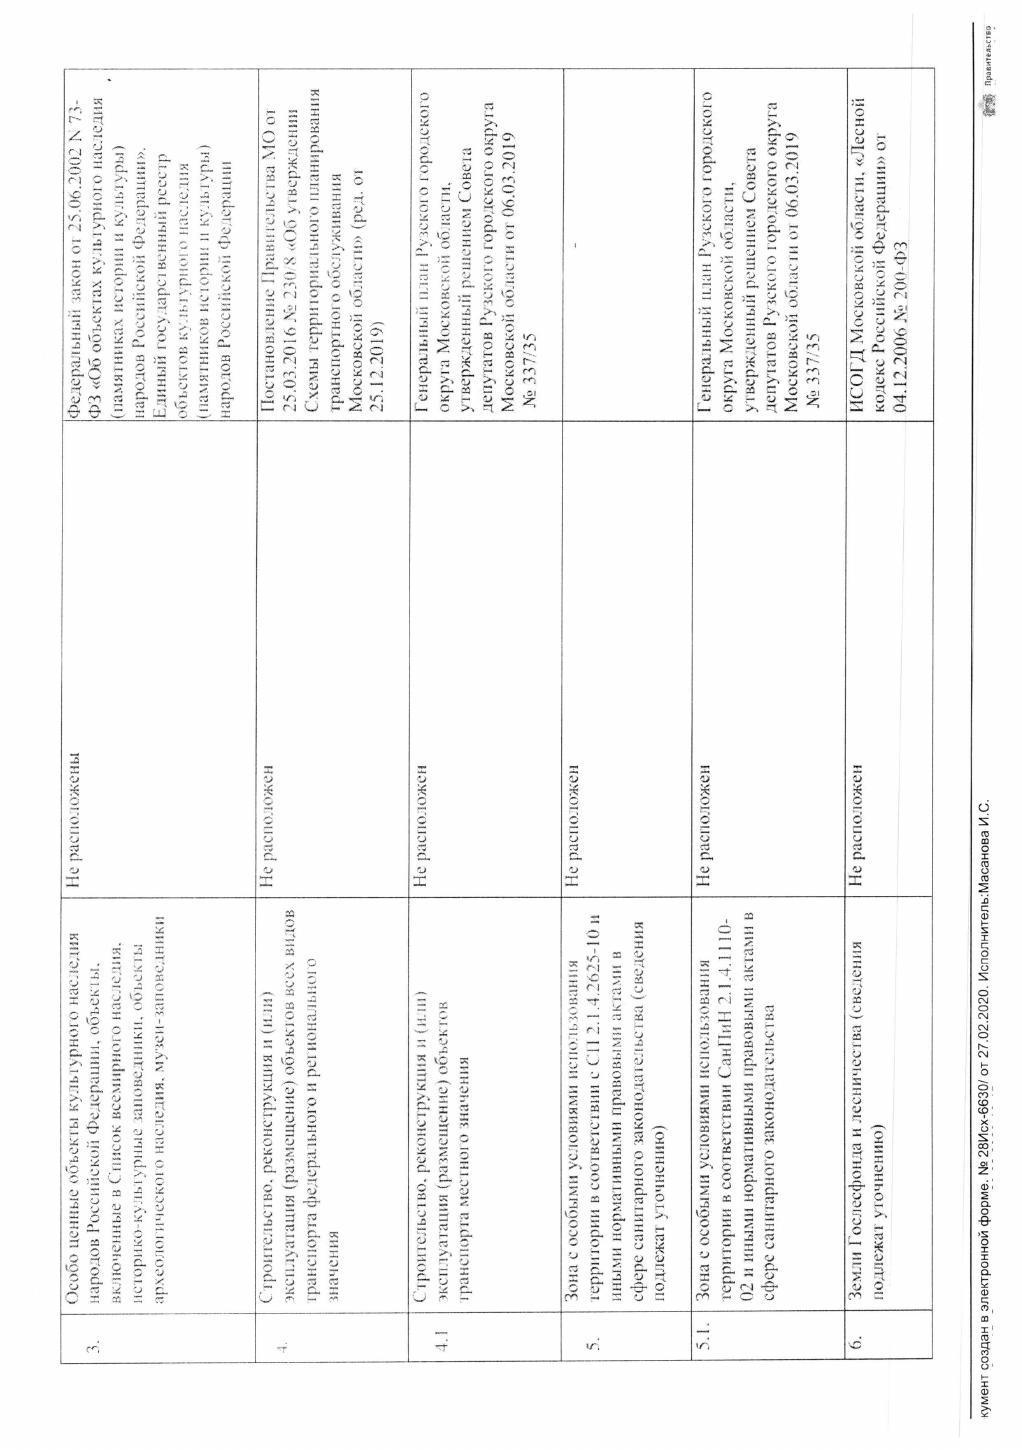 3.
Особо ценные объекты культурного наследия
народов Российской Федерации, объекты,
включенные в Список всемирного наследия,
историко-культурные заповедники, объекты
археологического наследия, музеи-заповедники
Не расположены
Федеральный закон от 25.06.2002 N 73-
ФЗ «Об объектах культурного наследия
(памятниках истории и культуры)
народов Российской Федерации».
Единый государственный реестр
объектов культурного наследия
(памятников истории и культуры)
народов Российской Федерации
4.
Строительство, реконструкция и (или)
эксплуатация (размещение) объектов всех видов
транспорта федерального и регионального
значения
Не расположен
Постановление Правительства МО от
25.03.2016 № 230/8 «Об утверждении
Схемы территориального планирования
транспортного обслуживания
Московской области» (ред. от
25.12.2019)
4.1
Строительство, реконструкция и (или)
эксплуатация (размещение) объектов
транспорта местного значения
Не расположен
Генеральный план Рузского городского
округа Московской области,
утвержденный решением Совета
депутатов Рузского городского округа
Московской области от 06.03.2019
№ 337/35
5.
Зона с особыми условиями использования
территории в соответствии с СП 2.1.4.2625-10 и
иными нормативными правовыми актами в
сфере санитарного законодательства (сведения
подлежат уточнению)
Не расположен
-
5.1.
Зона с особыми условиями использования
территории в соответствии СанПиН 2.1.4.1110-
02 и иными нормативными правовыми актами в
сфере санитарного законодательства
Не расположен
Генеральный план Рузского городского
округа Московской области,
утвержденный решением Совета
депутатов Рузского городского округа
Московской области от 06.03.2019
№ 337/35
6.
Земли Гослесфонда и лесничества (сведения
подлежат уточнению)
Не расположен
ИСОГД Московской области, «Лесной
кодекс Российской Федерации» от
04.12.2006 № 200-ФЗ
кумент создан в электронной форме. № 28Исх-6630/ от 27.02.2020. Исполнитель:Масанова И.С.
Правительство